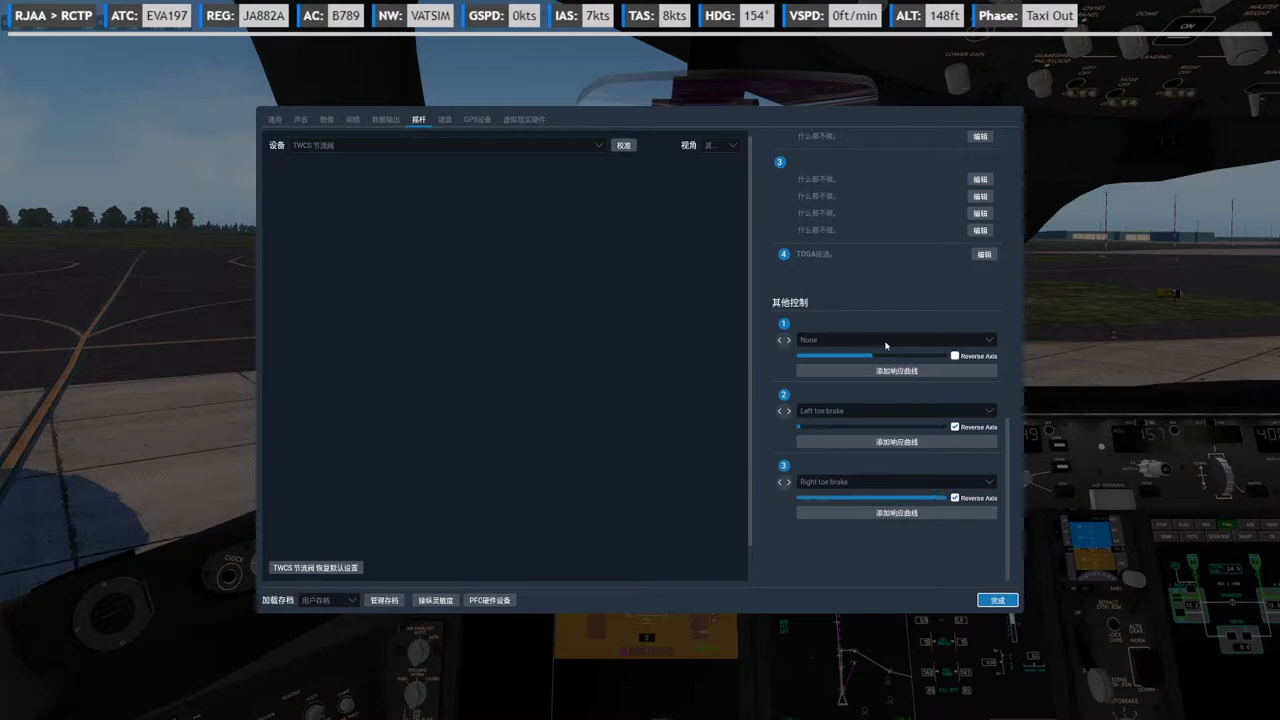 RJAA > RCTP ATC: EVA197 REG: JA882A AC: B789 NW: VATSIM GSPD: 0kts IAS: 7kts TAS: 8kts HDG: 154° VSPD: 0ft/min ALT: 148ft Phase: Taxi Out
通用 声音 图像 网络 数据输出 摇杆 键盘 GPS设备 虚拟现实硬件
设备 TWCS 节流阀 校准 视角 其...
什么都不做。 编辑
3
什么都不做。 编辑
什么都不做。 编辑
什么都不做。 编辑
什么都不做。 编辑
4 TOGA接通。 编辑
其他控制
1
None
Reverse Axis
添加响应曲线
2
Left toe brake
Reverse Axis
添加响应曲线
3
Right toe brake
Reverse Axis
添加响应曲线
TWCS 节流阀 恢复默认设置
加载存档 用户存档 管理存档 操纵灵敏度 PFC硬件设备 完成
ON
LANDING
CLOCK
157
DOWN